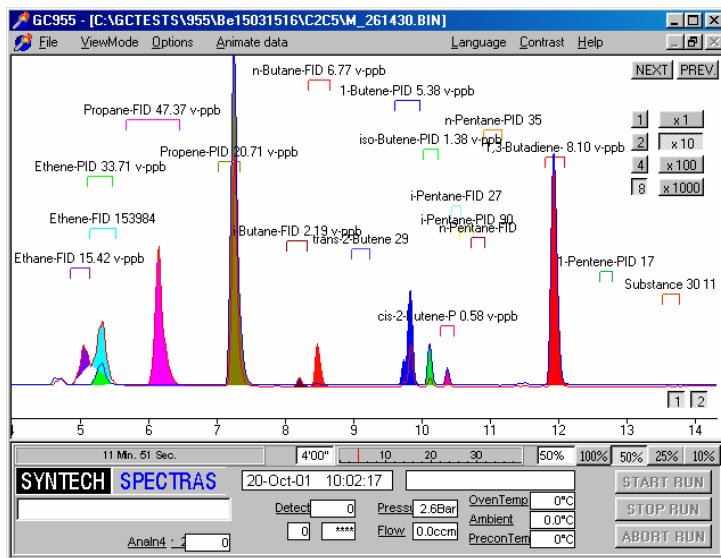 GC955 - [C:\GCTESTS\955\Be15031516\C2C5\M_261430.BIN]
File ViewMode Options Animate data Language Contrast Help
NEXT PREV.
n-Butane-FID 6.77 v-ppb
1-Butene-PID 5.38 v-ppb
Propane-FID 47.37 v-ppb
n-Pentane-PID 35
1 x 1
iso-Butene-PID 1.38 v-ppb
2 x 10
Propene-PID 20.71 v-ppb
1,3-Butadiene- 8.10 v-ppb
Ethene-PID 33.71 v-ppb
4 x 100
8 x 1000
i-Pentane-FID 27
Ethene-FID 153984
i-Pentane-PID 90
i-Butane-FID 2.19 v-ppb
n-Pentane-FID
trans-2-Butene 29
Ethane-FID 15.42 v-ppb
1-Pentene-PID 17
Substance 30 11
cis-2-Butene-P 0.58 v-ppb
1 2
4 5 6 7 8 9 10 11 12 13 14
11 Min. 51 Sec. 4'00" 10 20 30 50% 100% 50% 25% 10%
SYNTECH SPECTRAS 20-Oct-01 10:02:17 START RUN
Detect 0 Pressu 2.6Bar OvenTemp 0°C
STOP RUN
0 **** Flow 0.0ccm Ambient 0.0°C
PreconTem 0°C
ABORT RUN
0